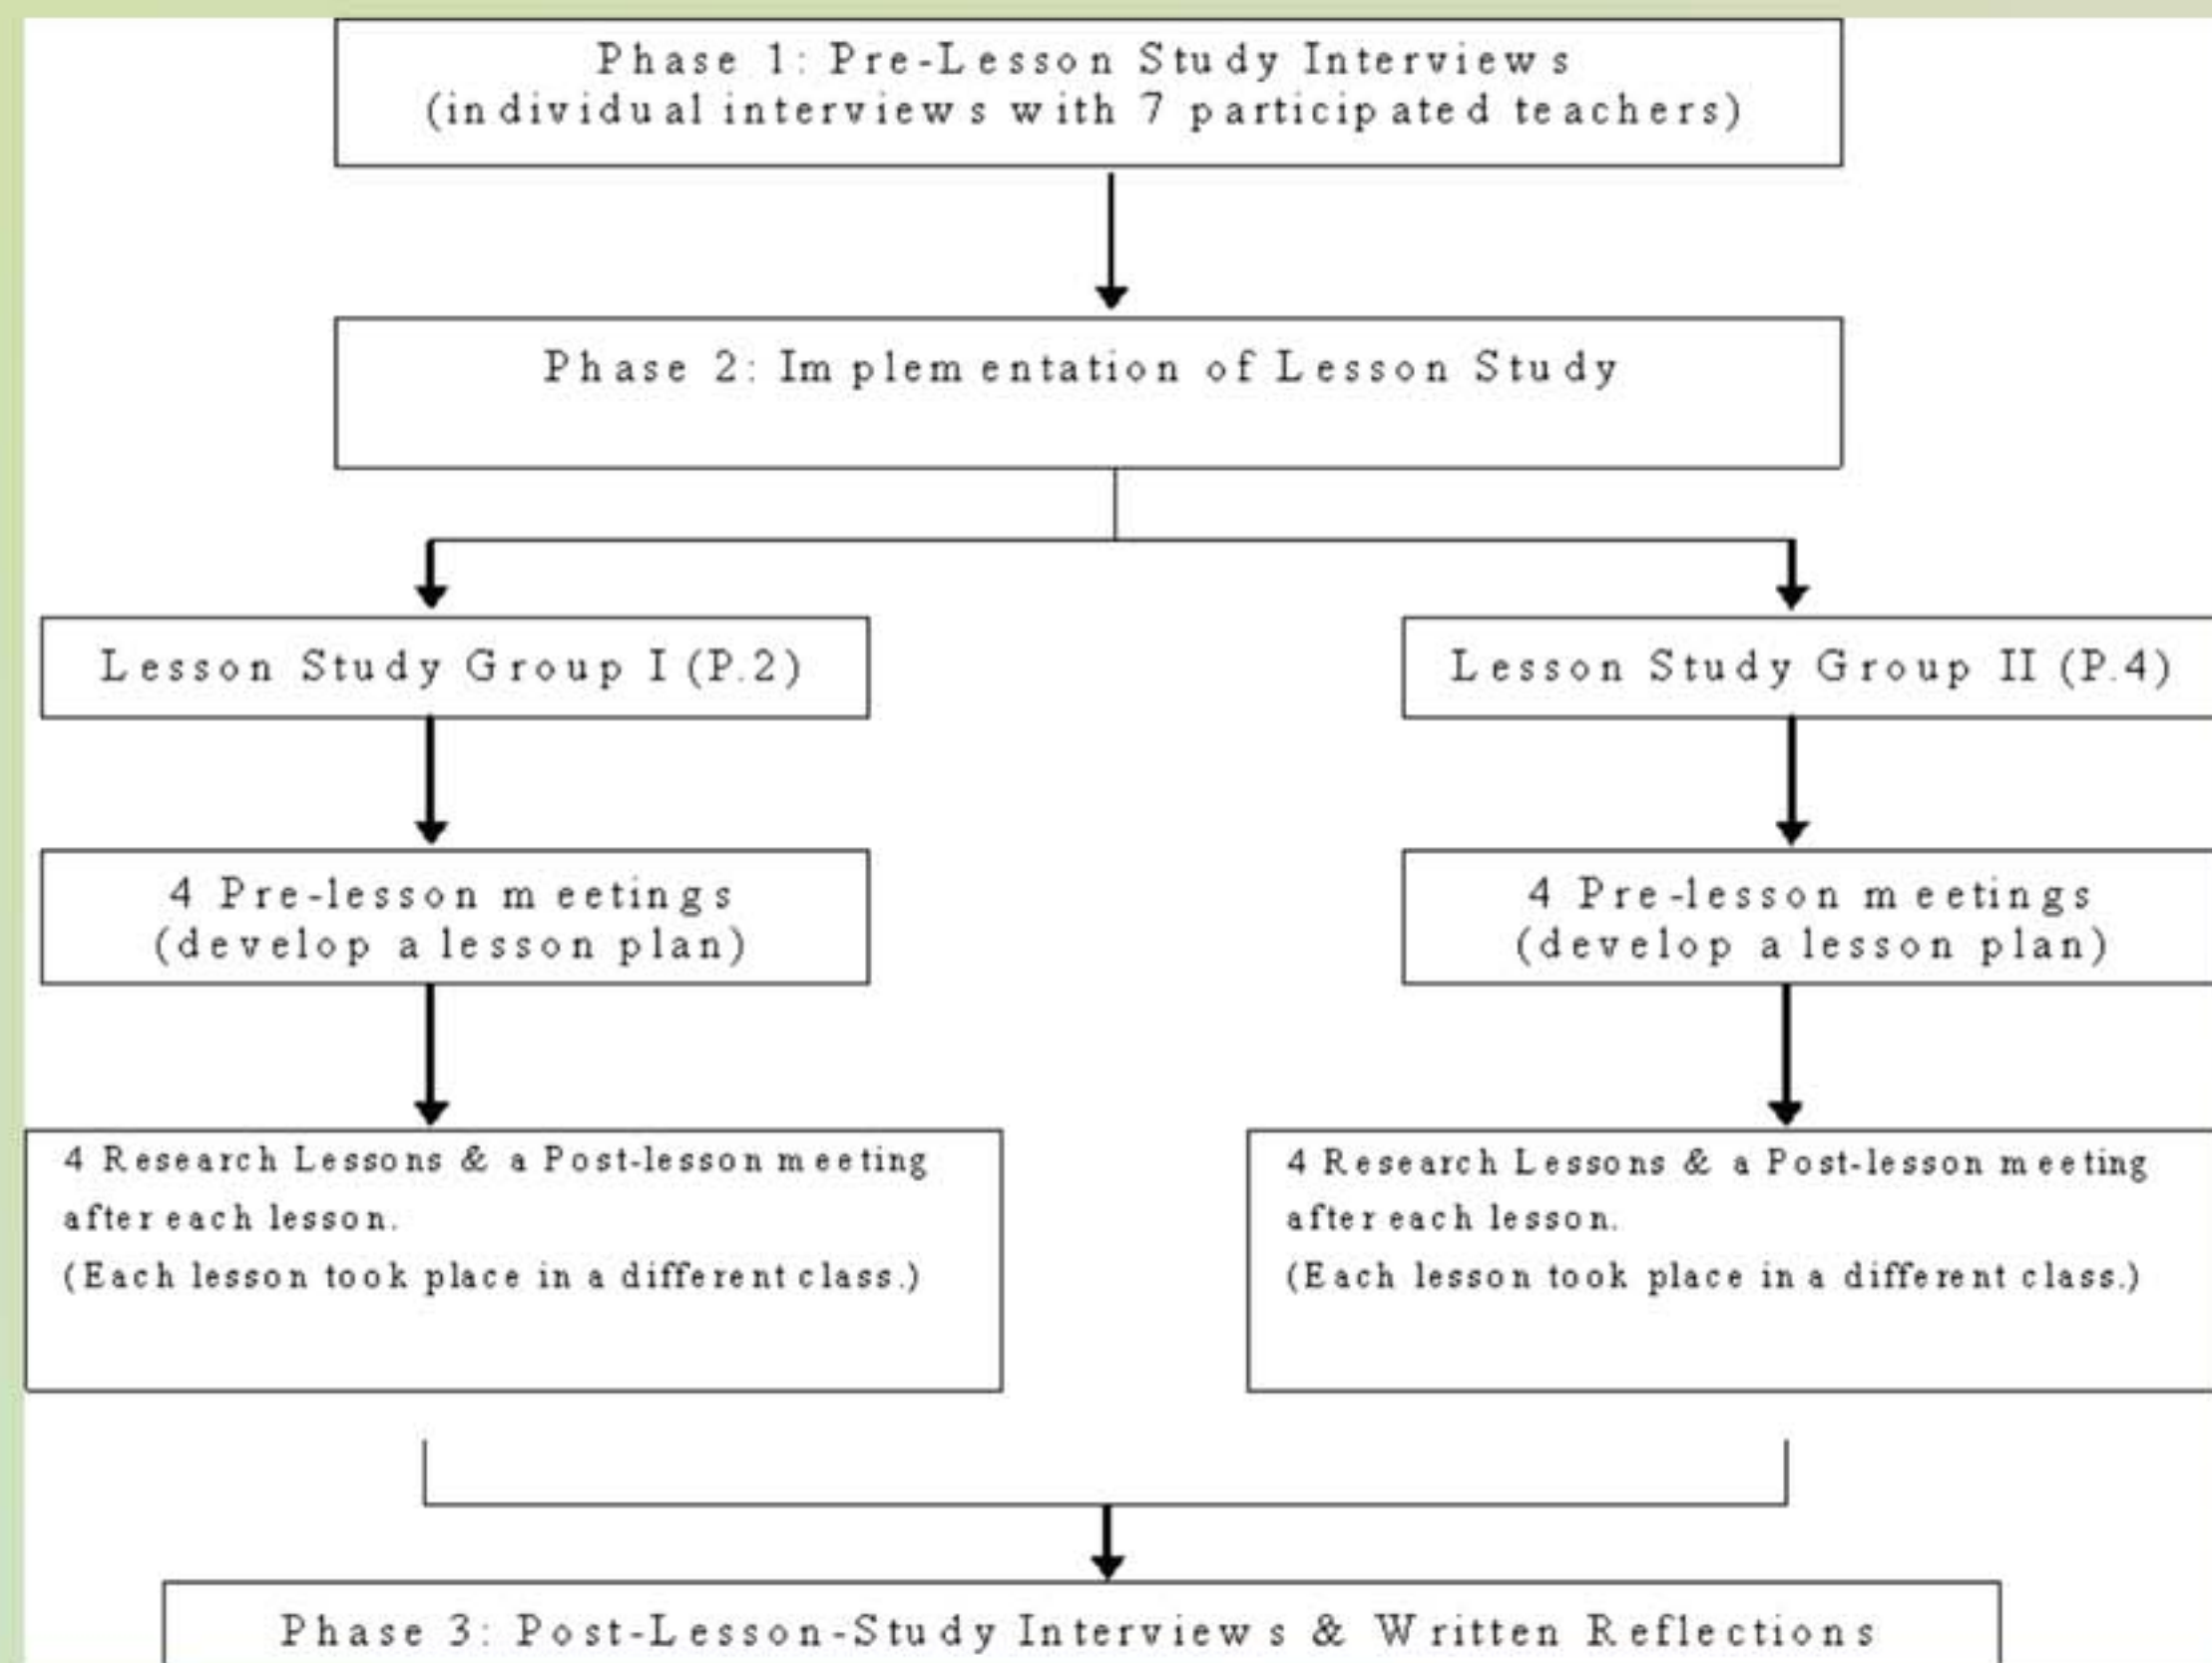 Phase 1: Pre-Lesson Study Interviews
(individual interviews with 7 participated teachers)
Phase 2: Implementation of Lesson Study
Lesson Study Group I (P.2)
Lesson Study Group II (P.4)
4 Pre-lesson meetings
(develop a lesson plan)
4 Pre-lesson meetings
(develop a lesson plan)
4 Research Lessons & a Post-lesson meeting
after each lesson.
(Each lesson took place in a different class.)
4 Research Lessons & a Post-lesson meeting
after each lesson.
(Each lesson took place in a different class.)
Phase 3: Post-Lesson-Study Interviews & Written Reflections